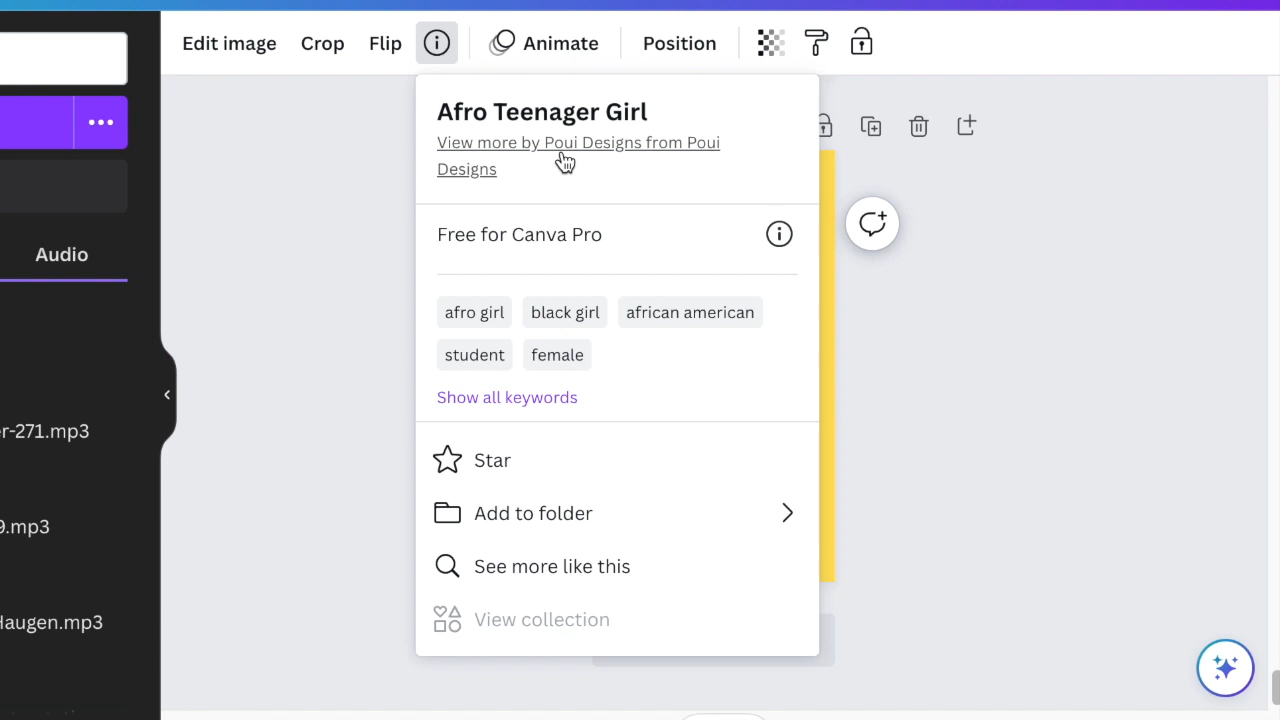 Edit image Crop Flip Animate Position
Afro Teenager Girl
View more by Poui Designs from Poui
Designs
Free for Canva Pro
Audio
afro girl black girl african american
student female
Show all keywords
r-271.mp3
Star
Add to folder
9.mp3
See more like this
View collection
Haugen.mp3